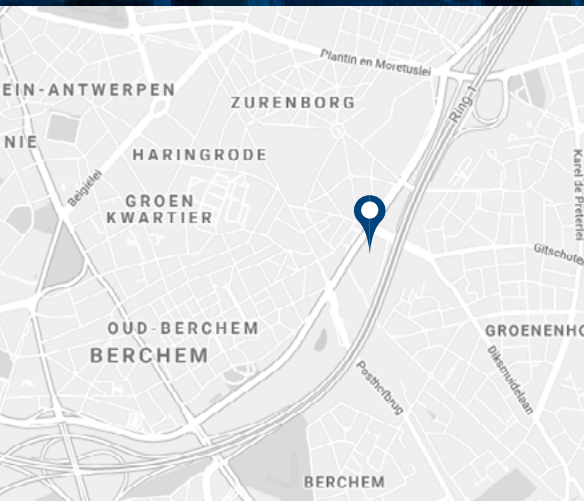 Plantin en Moretuslei
EIN-ANTWERPEN
ZURENBORG
Ring-1
NIE
HARINGRODE
Karel de Preterlei
Belgiëlei
GROEN
KWARTIER
Gitschote
OUD-BERCHEM
BERCHEM
GROENENHO
Diksmuidelaan
Posthofbrug
BERCHEM